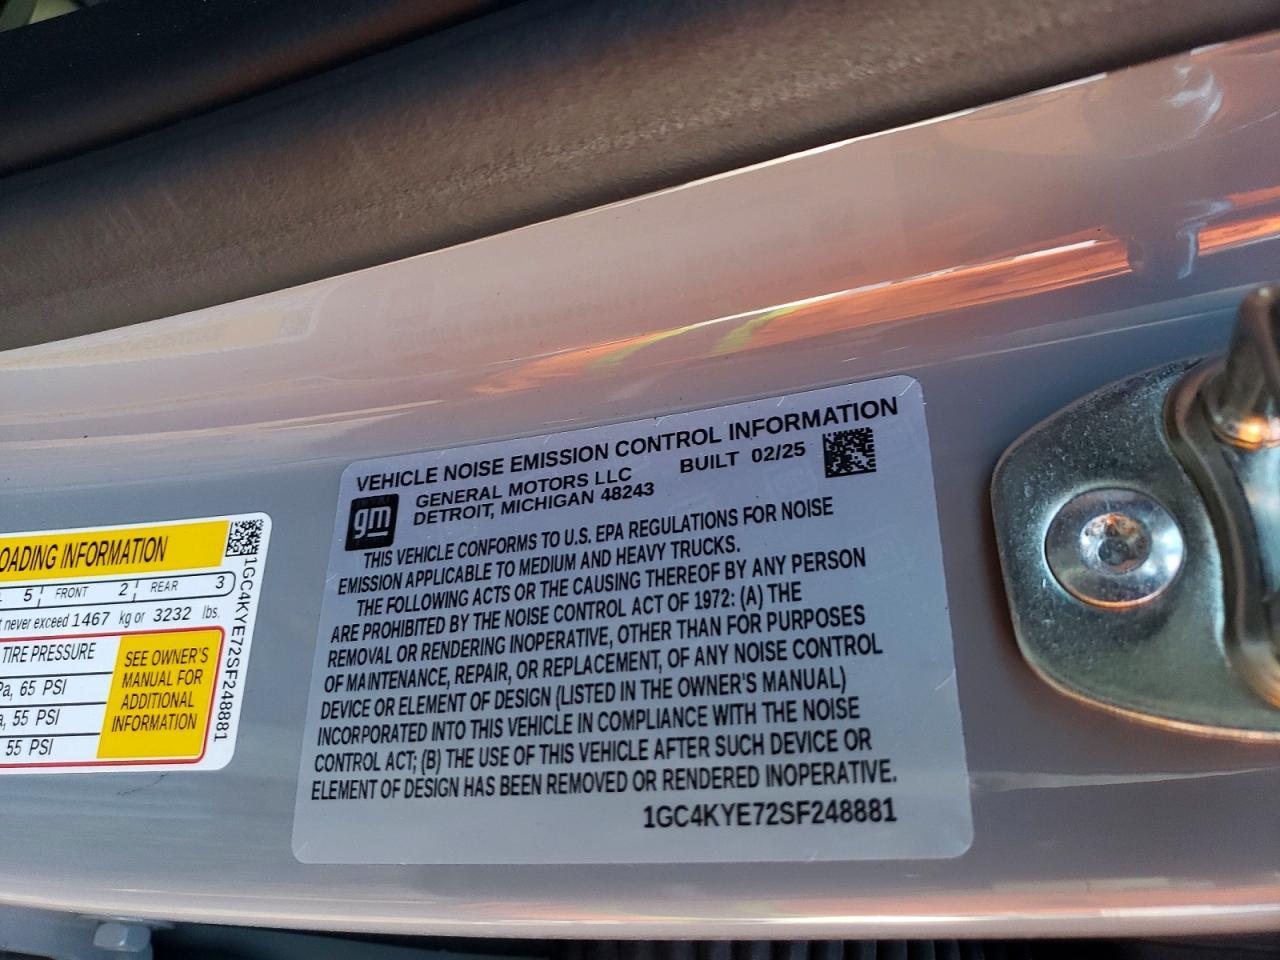 OADING INFORMATION
5 FRONT 2 REAR 3
never exceed 1467 kg or 3232 lbs.
TIRE PRESSURE
Pa, 65 PSI
, 55 PSI
55 PSI
SEE OWNER'S
MANUAL FOR
ADDITIONAL
INFORMATION
1GC4KYE72SF248881
VEHICLE NOISE EMISSION CONTROL INFORMATION
gm
GENERAL MOTORS LLC BUILT 02/25
DETROIT, MICHIGAN 48243
THIS VEHICLE CONFORMS TO U.S. EPA REGULATIONS FOR NOISE
EMISSION APPLICABLE TO MEDIUM AND HEAVY TRUCKS.
THE FOLLOWING ACTS OR THE CAUSING THEREOF BY ANY PERSON
ARE PROHIBITED BY THE NOISE CONTROL ACT OF 1972: (A) THE
REMOVAL OR RENDERING INOPERATIVE, OTHER THAN FOR PURPOSES
OF MAINTENANCE, REPAIR, OR REPLACEMENT, OF ANY NOISE CONTROL
DEVICE OR ELEMENT OF DESIGN (LISTED IN THE OWNER'S MANUAL)
INCORPORATED INTO THIS VEHICLE IN COMPLIANCE WITH THE NOISE
CONTROL ACT; (B) THE USE OF THIS VEHICLE AFTER SUCH DEVICE OR
ELEMENT OF DESIGN HAS BEEN REMOVED OR RENDERED INOPERATIVE.
1GC4KYE72SF248881